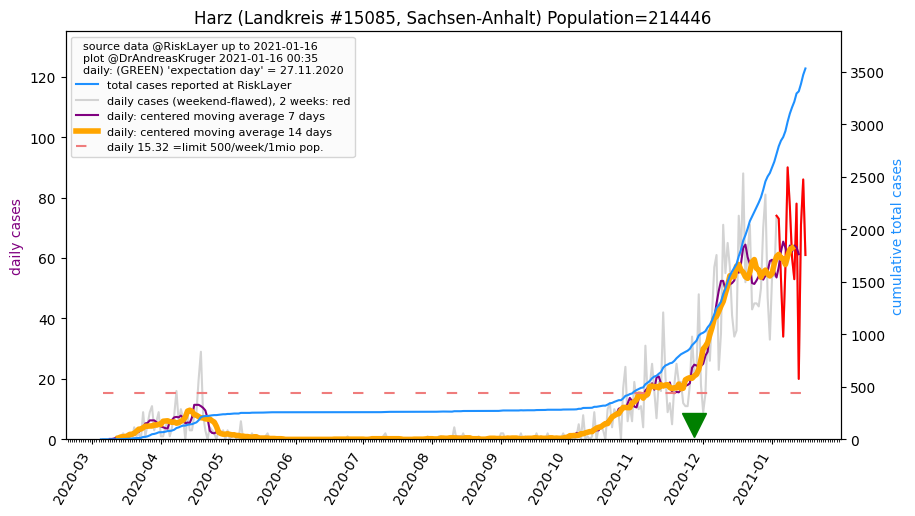 Harz (Landkreis #15085, Sachsen-Anhalt) Population=214446
source data @RiskLayer up to 2021-01-16
plot @DrAndreasKruger 2021-01-16 00:35
daily: (GREEN) 'expectation day' = 27.11.2020
total cases reported at RiskLayer
daily cases (weekend-flawed), 2 weeks: red
daily: centered moving average 7 days
daily: centered moving average 14 days
daily 15.32 =limit 500/week/1mio pop.
daily cases
120
100
80
60
40
20
0
cumulative total cases
3500
3000
2500
2000
1500
1000
500
0
2020-03
2020-04
2020-05
2020-06
2020-07
2020-08
2020-09
2020-10
2020-11
2020-12
2021-01